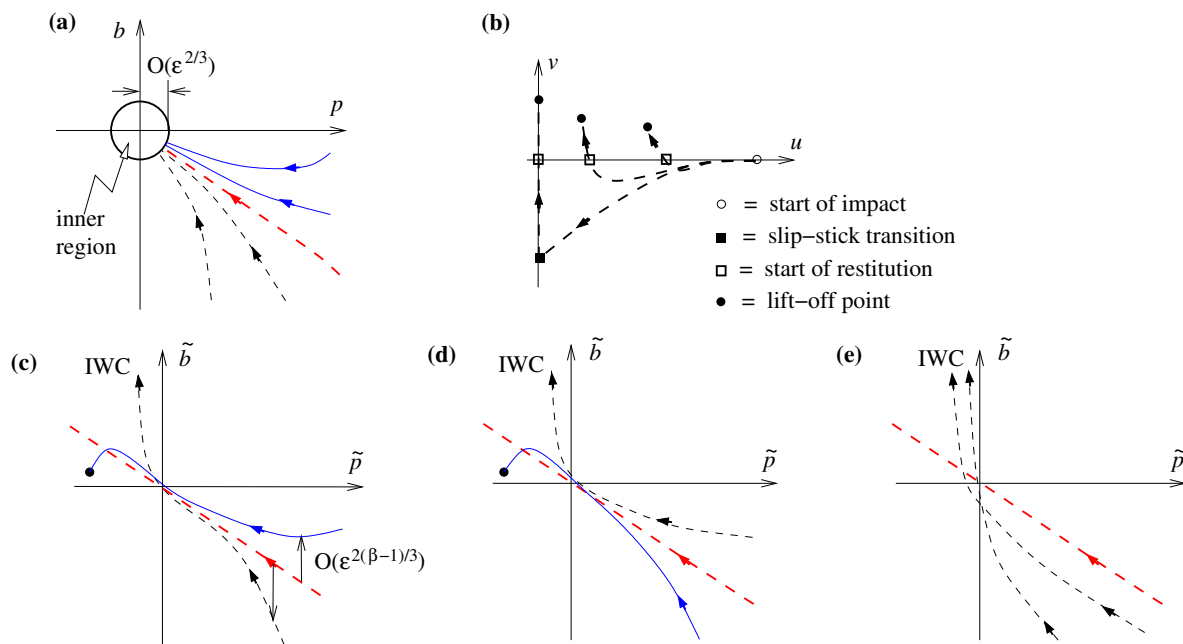 (a)
b
O(ε^{2/3})
p
inner
region
(b)
v
u
○ = start of impact
■ = slip−stick transition
□ = start of restitution
● = lift−off point
(c)
IWC
b̃
p̃
O(ε^{2(β−1)/3})
(d)
IWC
b̃
p̃
(e)
IWC
b̃
p̃